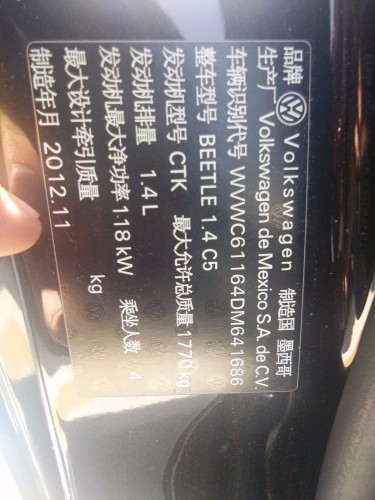 品牌 Volkswagen 制造国 墨西哥
生产厂 Volkswagen de Mexico S.A. de C.V.
车辆识别代号 WVWC61164DM641686
整车型号 BEETLE 1.4 C5
发动机型号 CTK 最大允许总质量 1770 kg
发动机排量 1.4 L
发动机最大净功率 118 kW 乘坐人数 4
最大设计牵引质量 kg
制造年月 2012.11